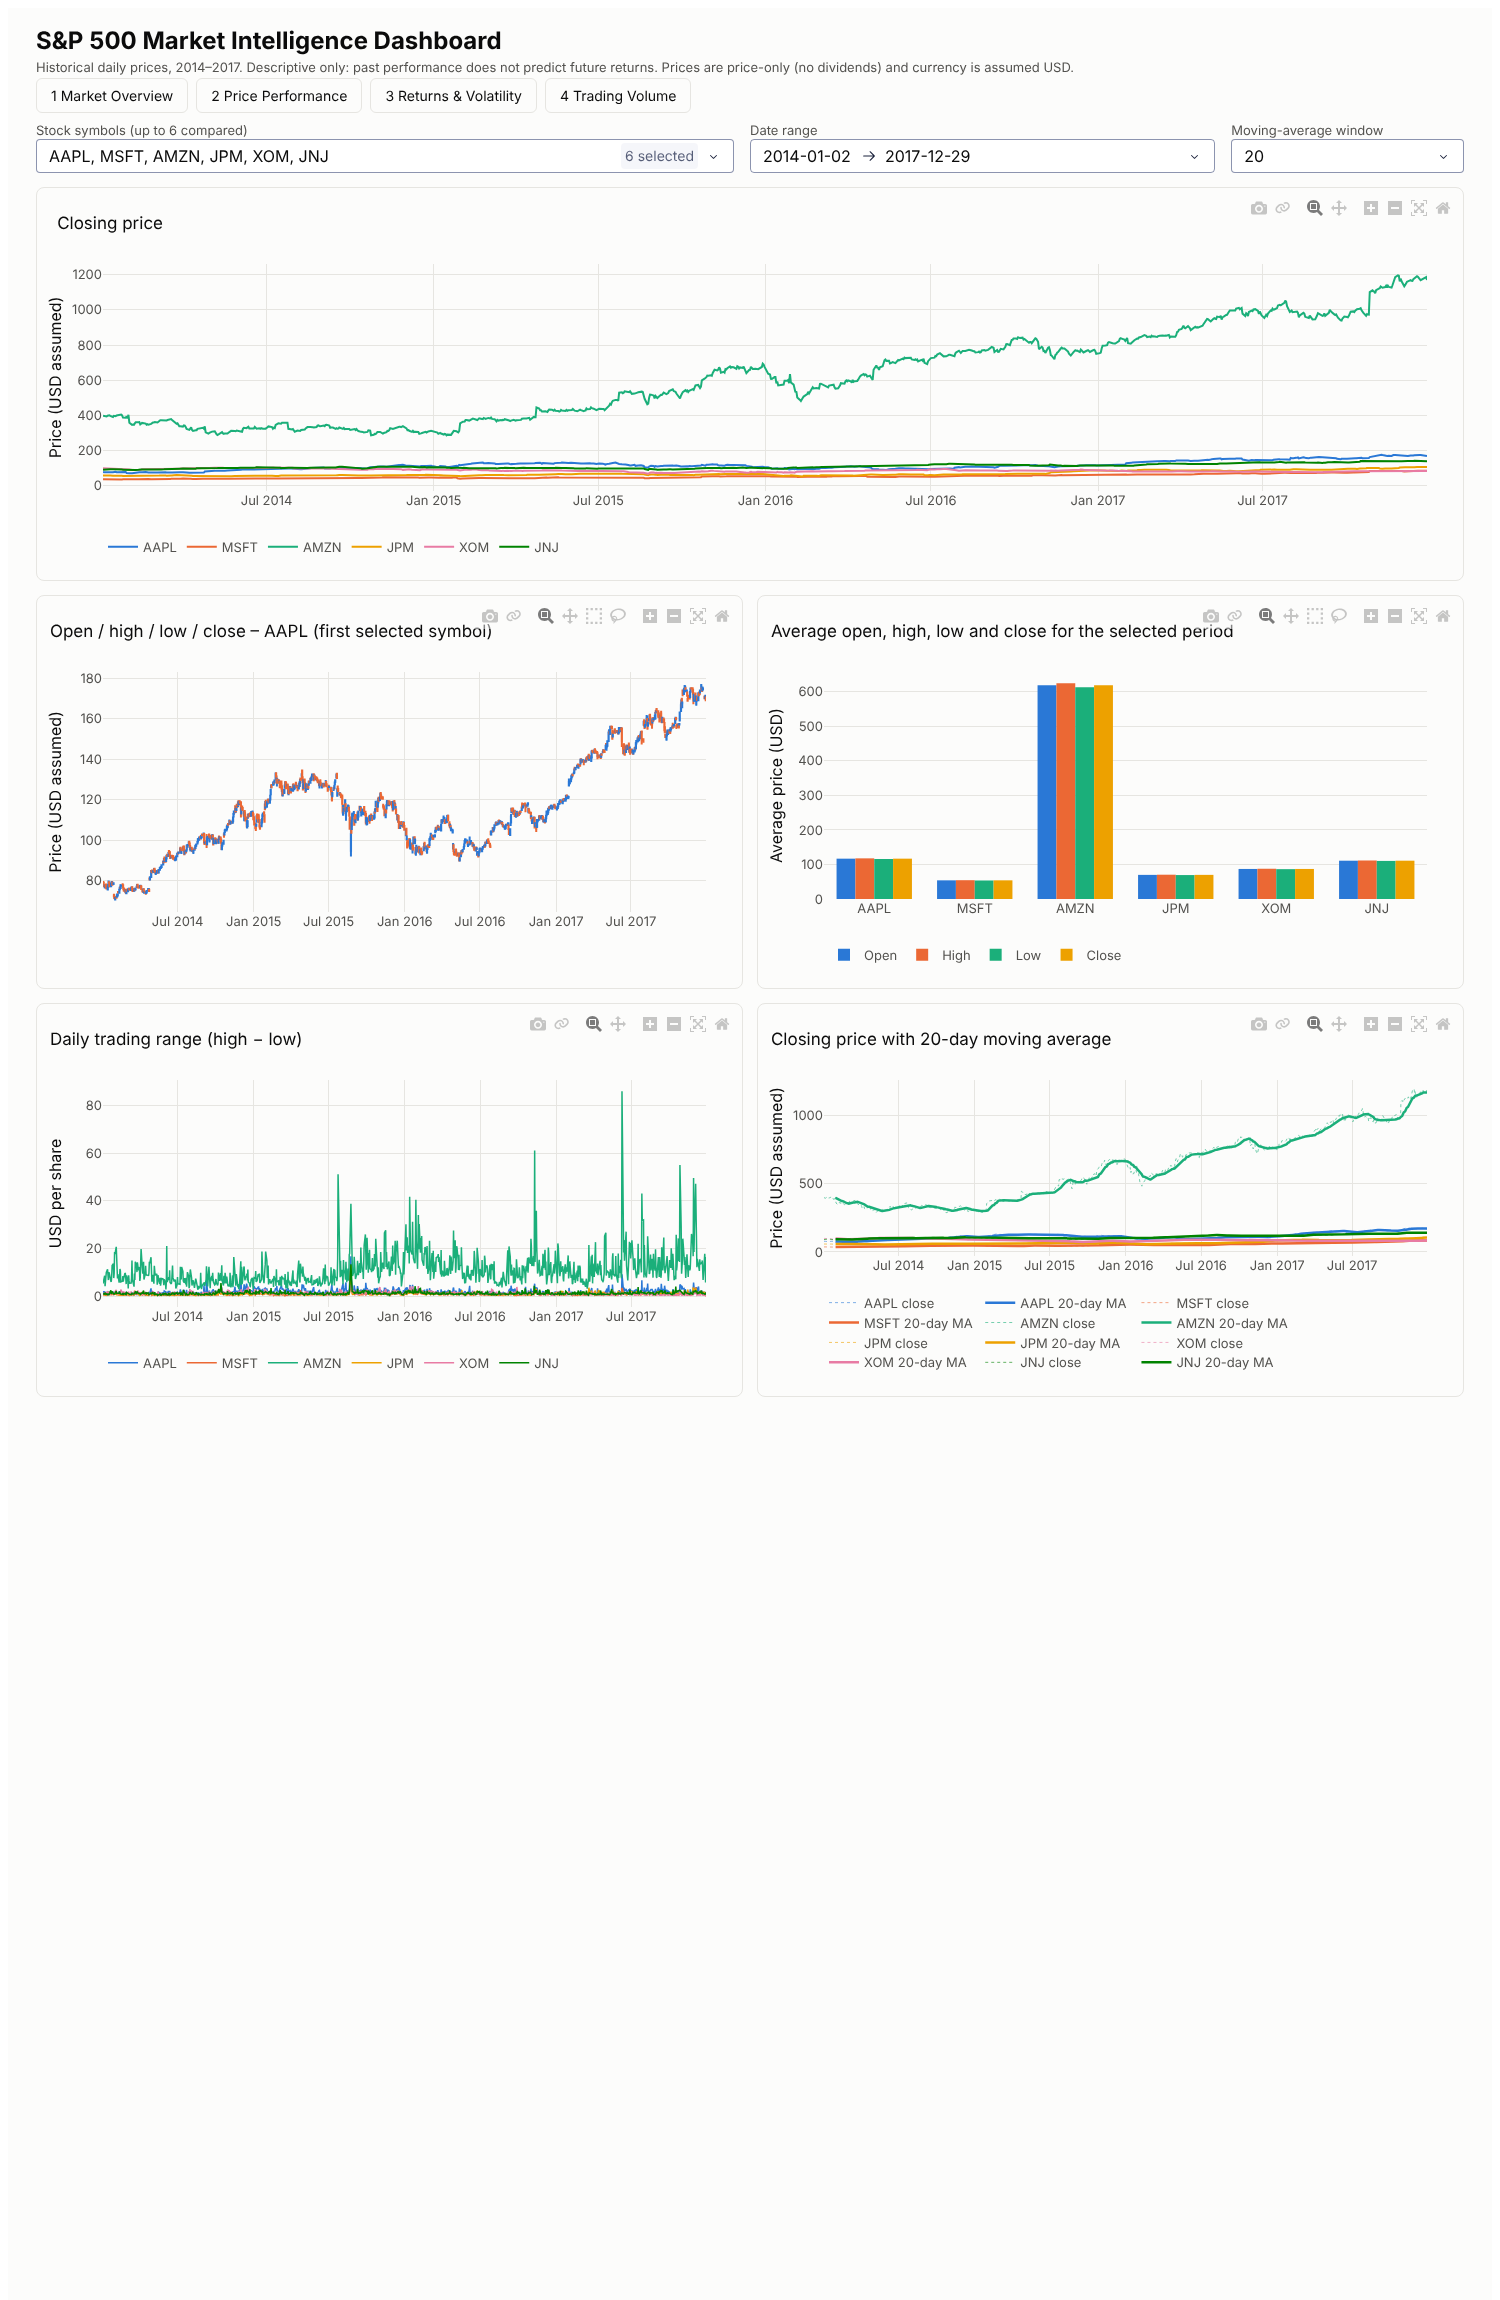 S&P 500 Market Intelligence Dashboard
Historical daily prices, 2014–2017. Descriptive only: past performance does not predict future returns. Prices are price-only (no dividends) and currency is assumed USD.
1 Market Overview 2 Price Performance 3 Returns & Volatility 4 Trading Volume
Stock symbols (up to 6 compared) Date range Moving-average window
AAPL, MSFT, AMZN, JPM, XOM, JNJ 6 selected 2014-01-02 → 2017-12-29 20
Closing price
Price (USD assumed)
1200
1000
800
600
400
200
0
Jul 2014 Jan 2015 Jul 2015 Jan 2016 Jul 2016 Jan 2017 Jul 2017
AAPL MSFT AMZN JPM XOM JNJ
Open / high / low / close – AAPL (first selected symbol)
Price (USD assumed)
180
160
140
120
100
80
Jul 2014 Jan 2015 Jul 2015 Jan 2016 Jul 2016 Jan 2017 Jul 2017
Average open, high, low and close for the selected period
Average price (USD)
600
500
400
300
200
100
0
AAPL MSFT AMZN JPM XOM JNJ
Open High Low Close
Daily trading range (high − low)
USD per share
80
60
40
20
0
Jul 2014 Jan 2015 Jul 2015 Jan 2016 Jul 2016 Jan 2017 Jul 2017
AAPL MSFT AMZN JPM XOM JNJ
Closing price with 20-day moving average
Price (USD assumed)
1000
500
0
Jul 2014 Jan 2015 Jul 2015 Jan 2016 Jul 2016 Jan 2017 Jul 2017
AAPL close AAPL 20-day MA MSFT close
MSFT 20-day MA AMZN close AMZN 20-day MA
JPM close JPM 20-day MA XOM close
XOM 20-day MA JNJ close JNJ 20-day MA